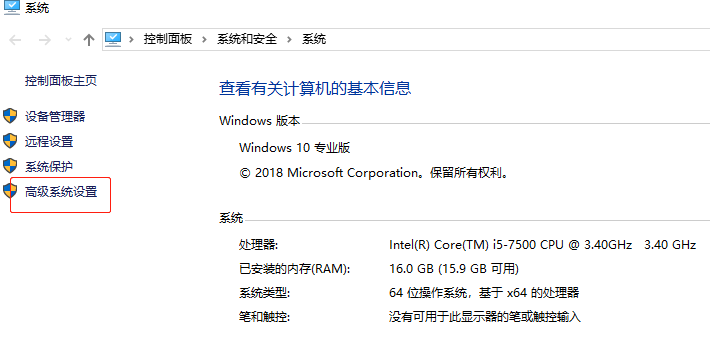 系统
控制面板 系统和安全 系统
控制面板主页
设备管理器
远程设置
系统保护
高级系统设置
查看有关计算机的基本信息
Windows 版本
Windows 10 专业版
© 2018 Microsoft Corporation。保留所有权利。
系统
处理器: Intel(R) Core(TM) i5-7500 CPU @ 3.40GHz 3.40 GHz
已安装的内存(RAM): 16.0 GB (15.9 GB 可用)
系统类型: 64 位操作系统，基于 x64 的处理器
笔和触控: 没有可用于此显示器的笔或触控输入